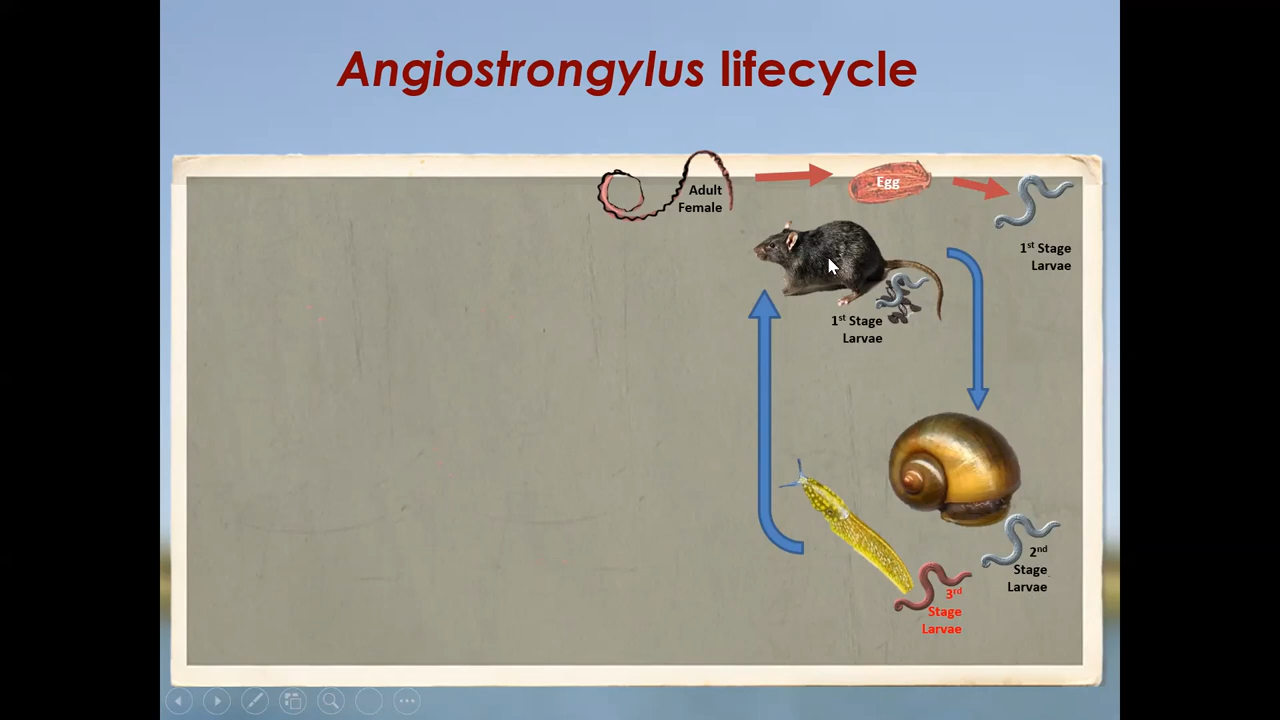 Angiostrongylus lifecycle
Adult
Female
Egg
1st Stage
Larvae
1st Stage
Larvae
2nd
Stage
Larvae
3rd
Stage
Larvae